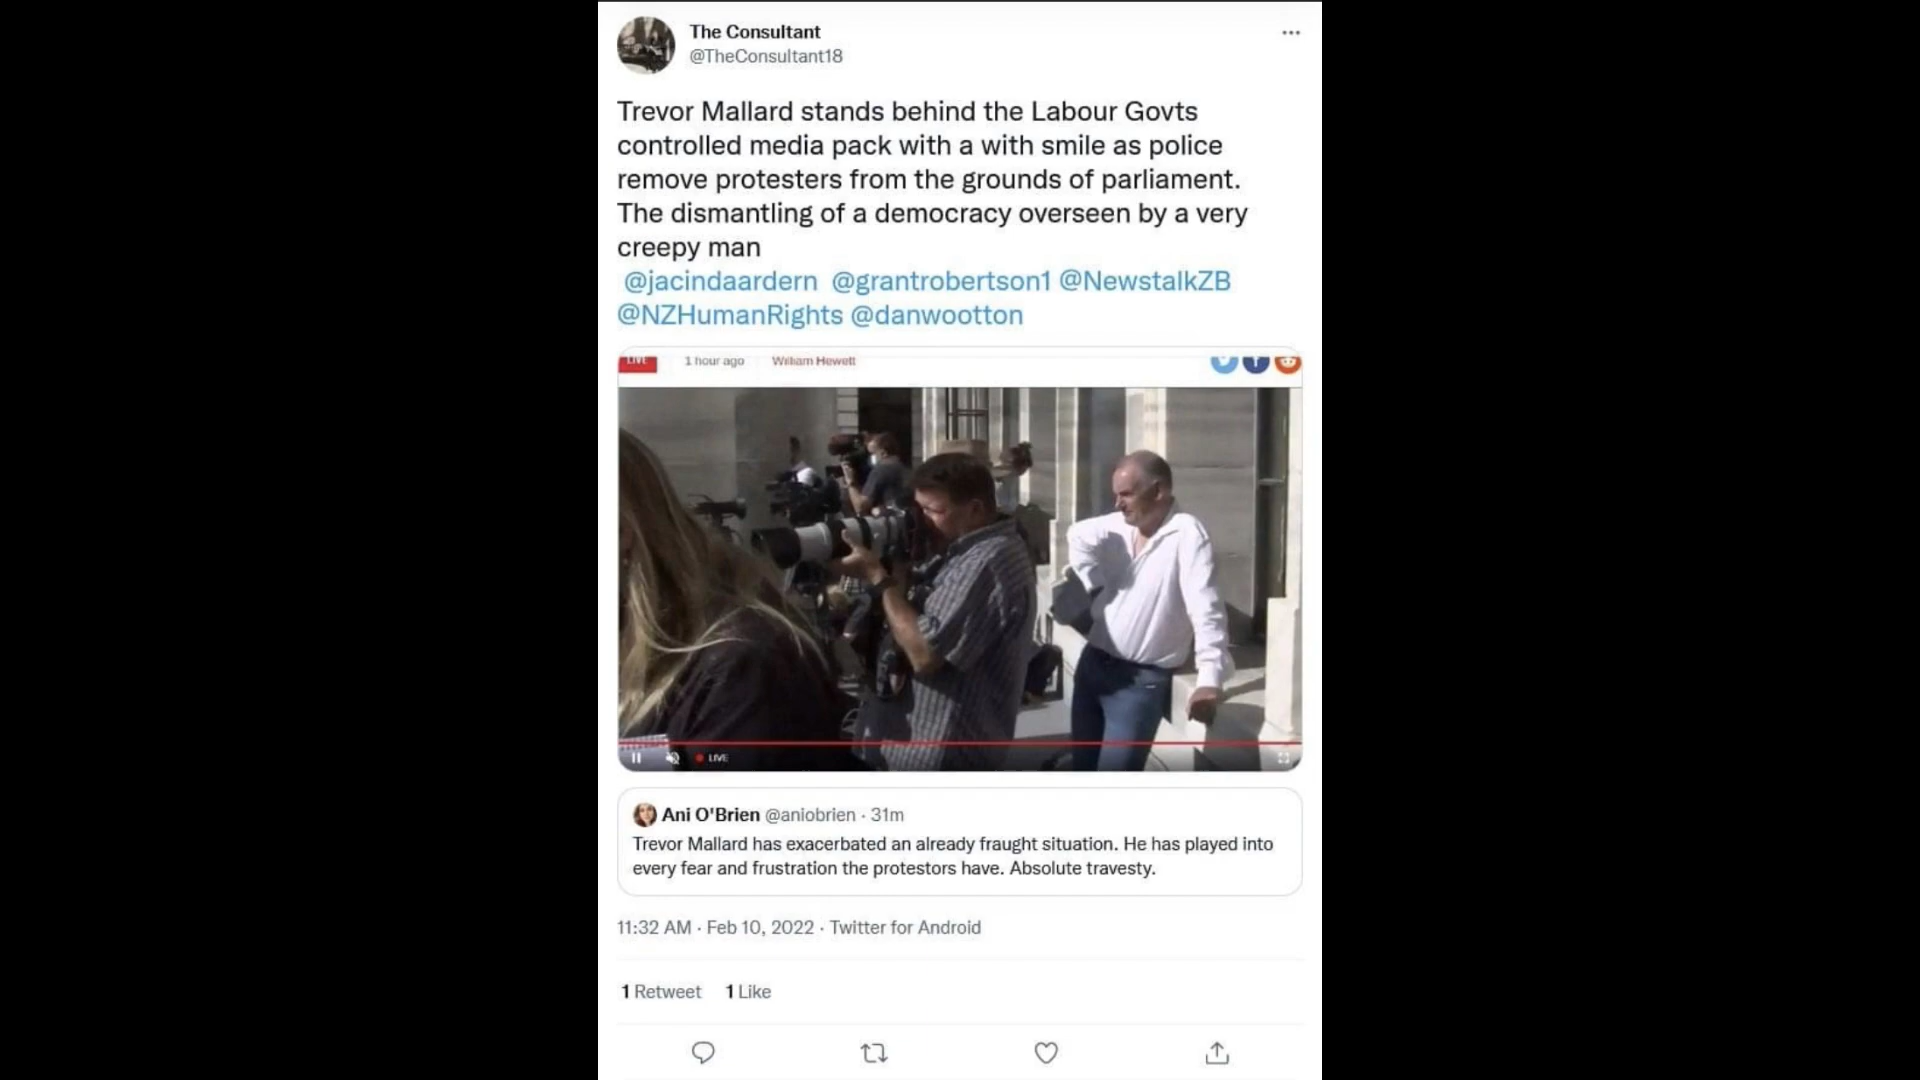 The Consultant
@TheConsultant18
Trevor Mallard stands behind the Labour Govts
controlled media pack with a with smile as police
remove protesters from the grounds of parliament.
The dismantling of a democracy overseen by a very
creepy man
@jacindaardern @grantrobertson1 @NewstalkZB
@NZHumanRights @danwootton
LIVE 1 hour ago William Hewett
LIVE
Ani O'Brien @aniobrien · 31m
Trevor Mallard has exacerbated an already fraught situation. He has played into
every fear and frustration the protestors have. Absolute travesty.
11:32 AM · Feb 10, 2022 · Twitter for Android
1 Retweet 1 Like